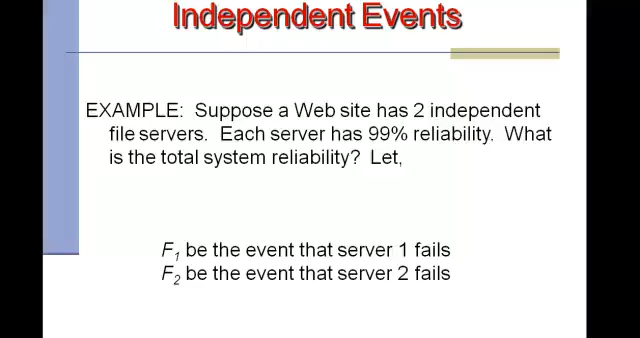 Independent Events
EXAMPLE: Suppose a Web site has 2 independent
file servers. Each server has 99% reliability. What
is the total system reliability? Let,
F1 be the event that server 1 fails
F2 be the event that server 2 fails